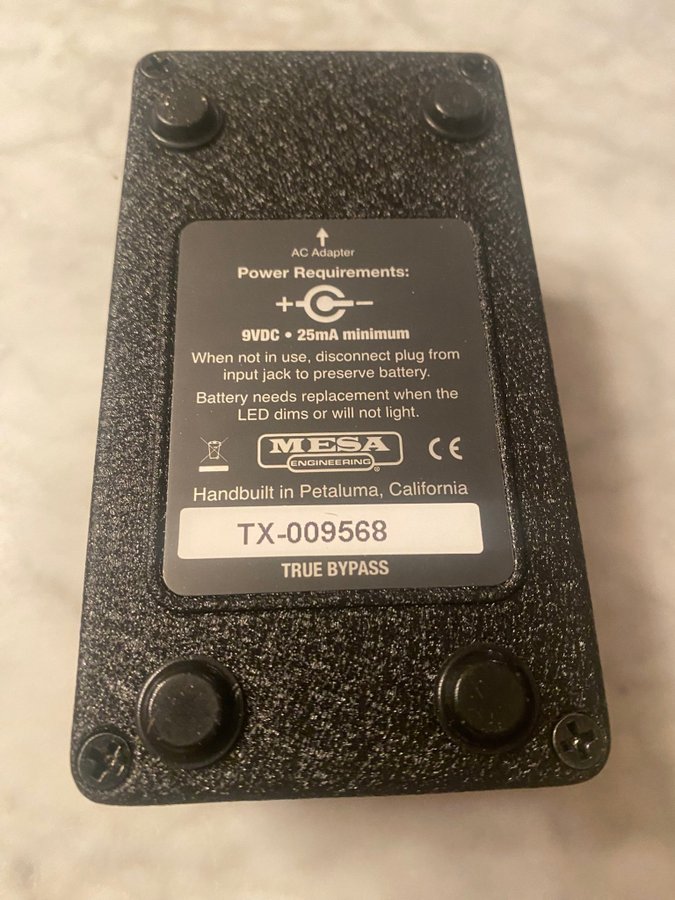 AC Adapter
Power Requirements:
+ −
9VDC • 25mA minimum
When not in use, disconnect plug from
input jack to preserve battery.
Battery needs replacement when the
LED dims or will not light.
MESA
ENGINEERING®
CE
Handbuilt in Petaluma, California
TX-009568
TRUE BYPASS